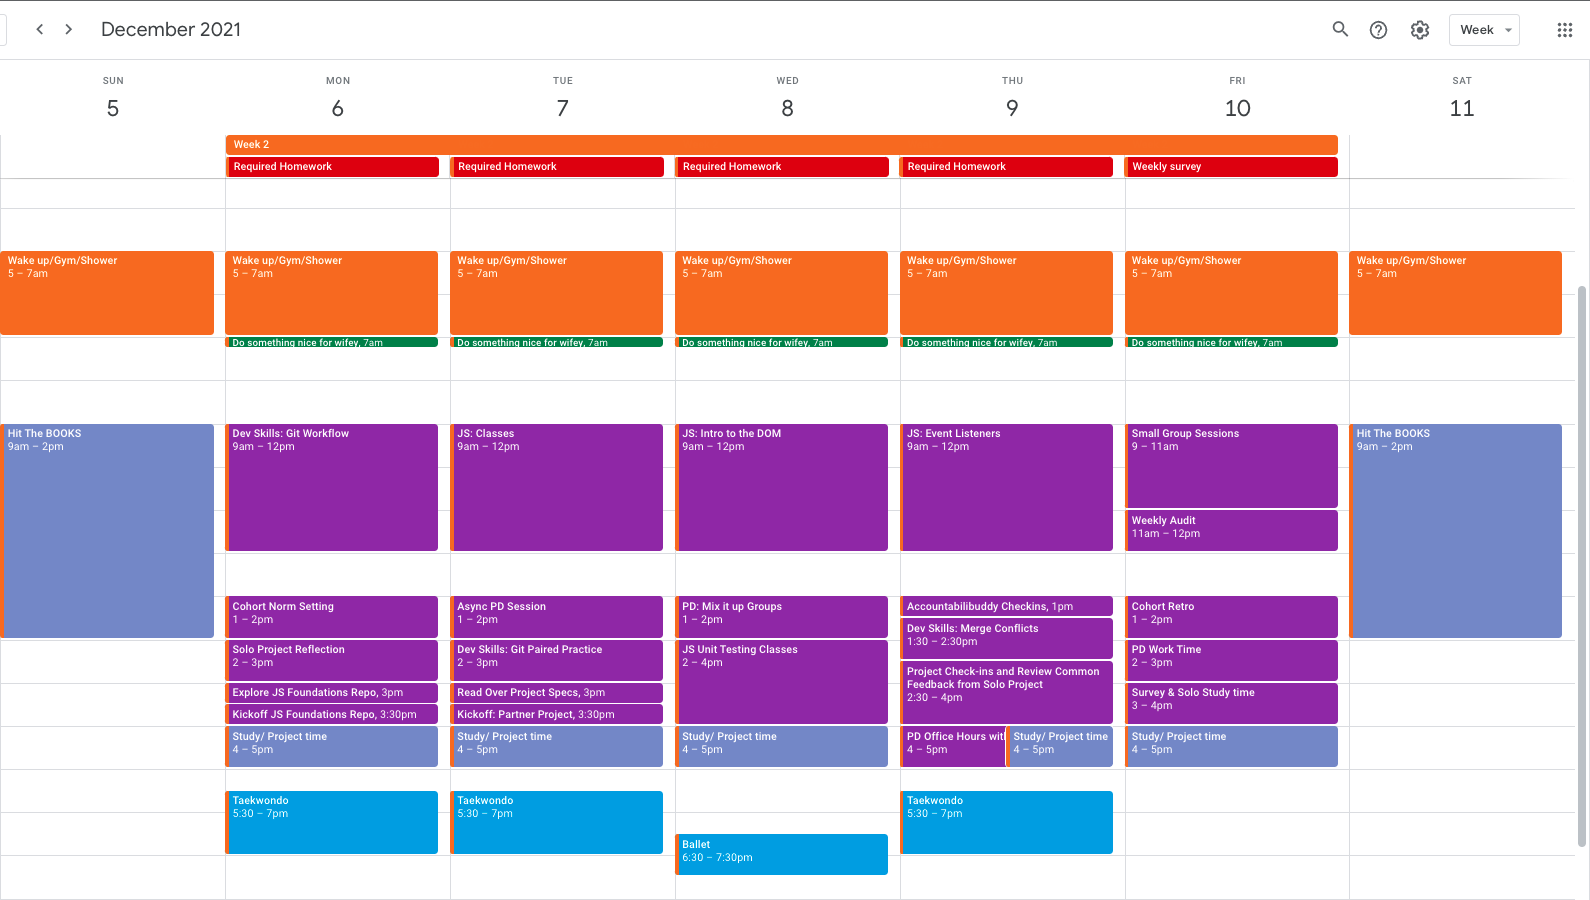 December 2021
Week
SUN
MON
TUE
WED
THU
FRI
SAT
5
6
7
8
9
10
11
Week 2
Required Homework
Required Homework
Required Homework
Required Homework
Weekly survey
Wake up/Gym/Shower
5 – 7am
Wake up/Gym/Shower
5 – 7am
Wake up/Gym/Shower
5 – 7am
Wake up/Gym/Shower
5 – 7am
Wake up/Gym/Shower
5 – 7am
Wake up/Gym/Shower
5 – 7am
Wake up/Gym/Shower
5 – 7am
Do something nice for wifey, 7am
Do something nice for wifey, 7am
Do something nice for wifey, 7am
Do something nice for wifey, 7am
Do something nice for wifey, 7am
Hit The BOOKS
9am – 2pm
Dev Skills: Git Workflow
9am – 12pm
JS: Classes
9am – 12pm
JS: Intro to the DOM
9am – 12pm
JS: Event Listeners
9am – 12pm
Small Group Sessions
9 – 11am
Weekly Audit
11am – 12pm
Hit The BOOKS
9am – 2pm
Cohort Norm Setting
1 – 2pm
Solo Project Reflection
2 – 3pm
Explore JS Foundations Repo, 3pm
Kickoff JS Foundations Repo, 3:30pm
Study/ Project time
4 – 5pm
Async PD Session
1 – 2pm
Dev Skills: Git Paired Practice
2 – 3pm
Read Over Project Specs, 3pm
Kickoff: Partner Project, 3:30pm
Study/ Project time
4 – 5pm
PD: Mix it up Groups
1 – 2pm
JS Unit Testing Classes
2 – 4pm
Study/ Project time
4 – 5pm
Accountabilibuddy Checkins, 1pm
Dev Skills: Merge Conflicts
1:30 – 2:30pm
Project Check-ins and Review Common
Feedback from Solo Project
2:30 – 4pm
PD Office Hours with
4 – 5pm
Study/ Project time
4 – 5pm
Cohort Retro
1 – 2pm
PD Work Time
2 – 3pm
Survey & Solo Study time
3 – 4pm
Study/ Project time
4 – 5pm
Taekwondo
5:30 – 7pm
Taekwondo
5:30 – 7pm
Ballet
6:30 – 7:30pm
Taekwondo
5:30 – 7pm